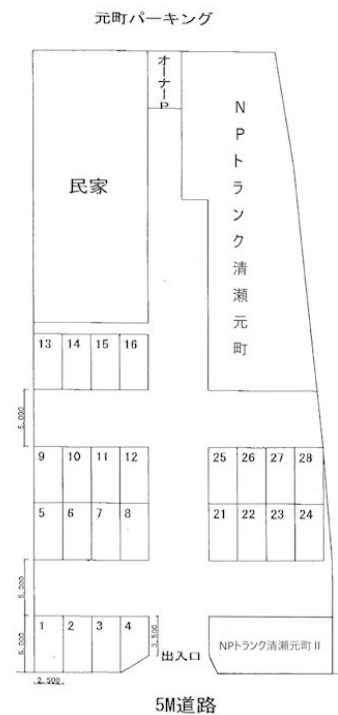 元町パーキング
オーナーP
NPトランク清瀬元町
民家
13 14 15 16
5,000
9 10 11 12
25 26 27 28
5 6 7 8
21 22 23 24
5,000
1 2 3 4
5,000
3,500
出入口
NPトランク清瀬元町Ⅱ
2,500
5M道路